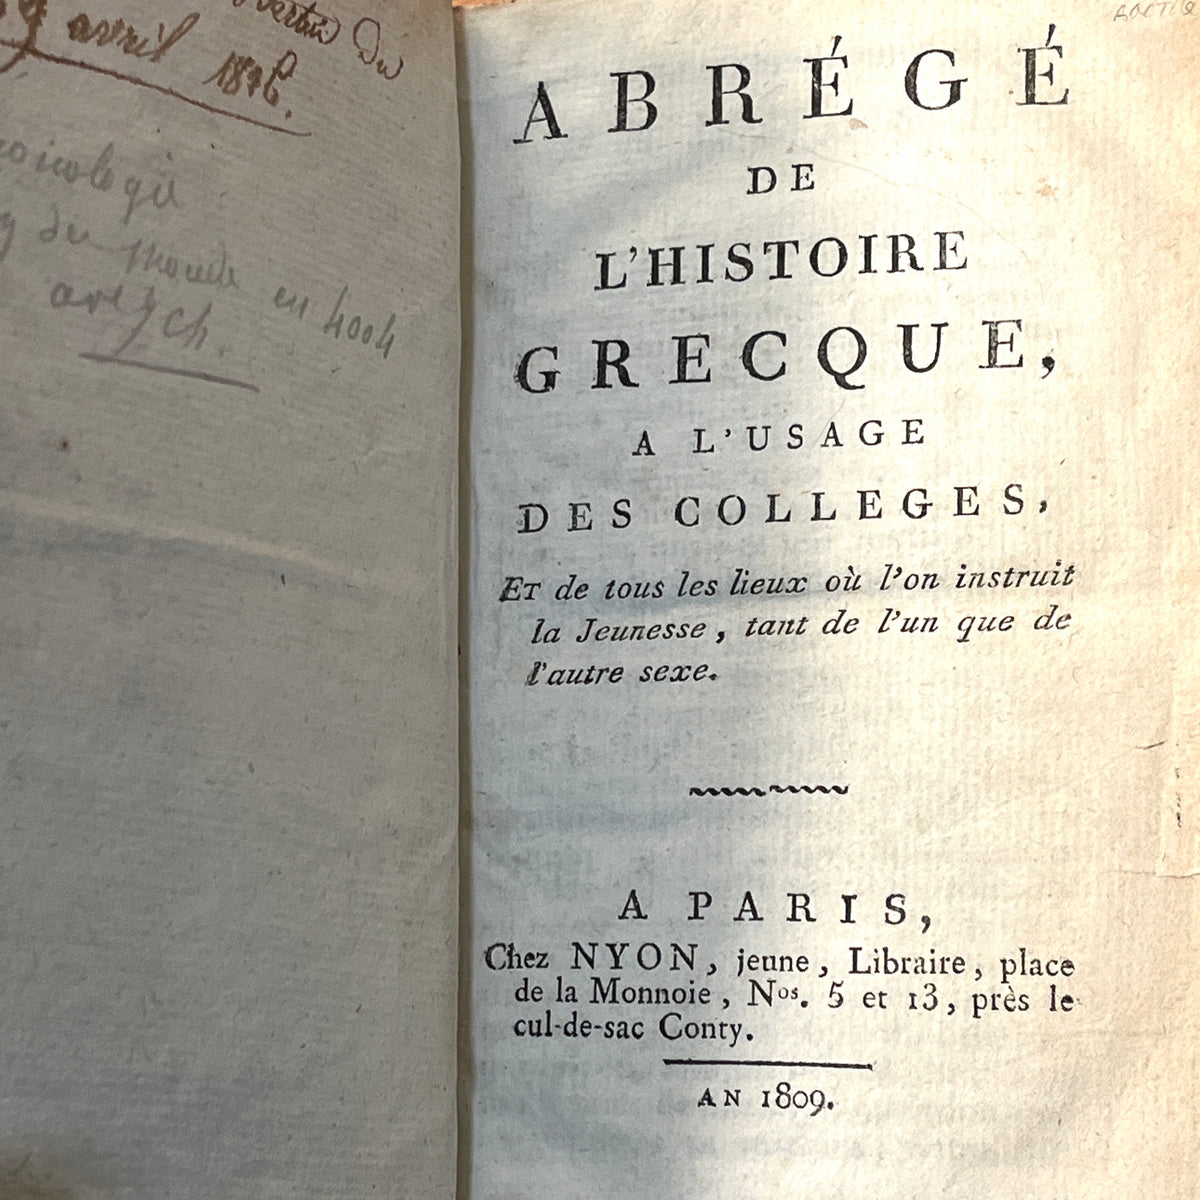 avril 1876.
du monde en 4004
av. J. Ch.
ABRÉGÉ
DE
L'HISTOIRE
GRECQUE,
A L'USAGE
DES COLLEGES,
ET de tous les lieux où l'on instruit
la Jeunesse, tant de l'un que de
l'autre sexe.
A PARIS,
Chez NYON, jeune, Libraire, place
de la Monnoie, Nos. 5 et 13, près le
cul-de-sac Conty.
AN 1809.